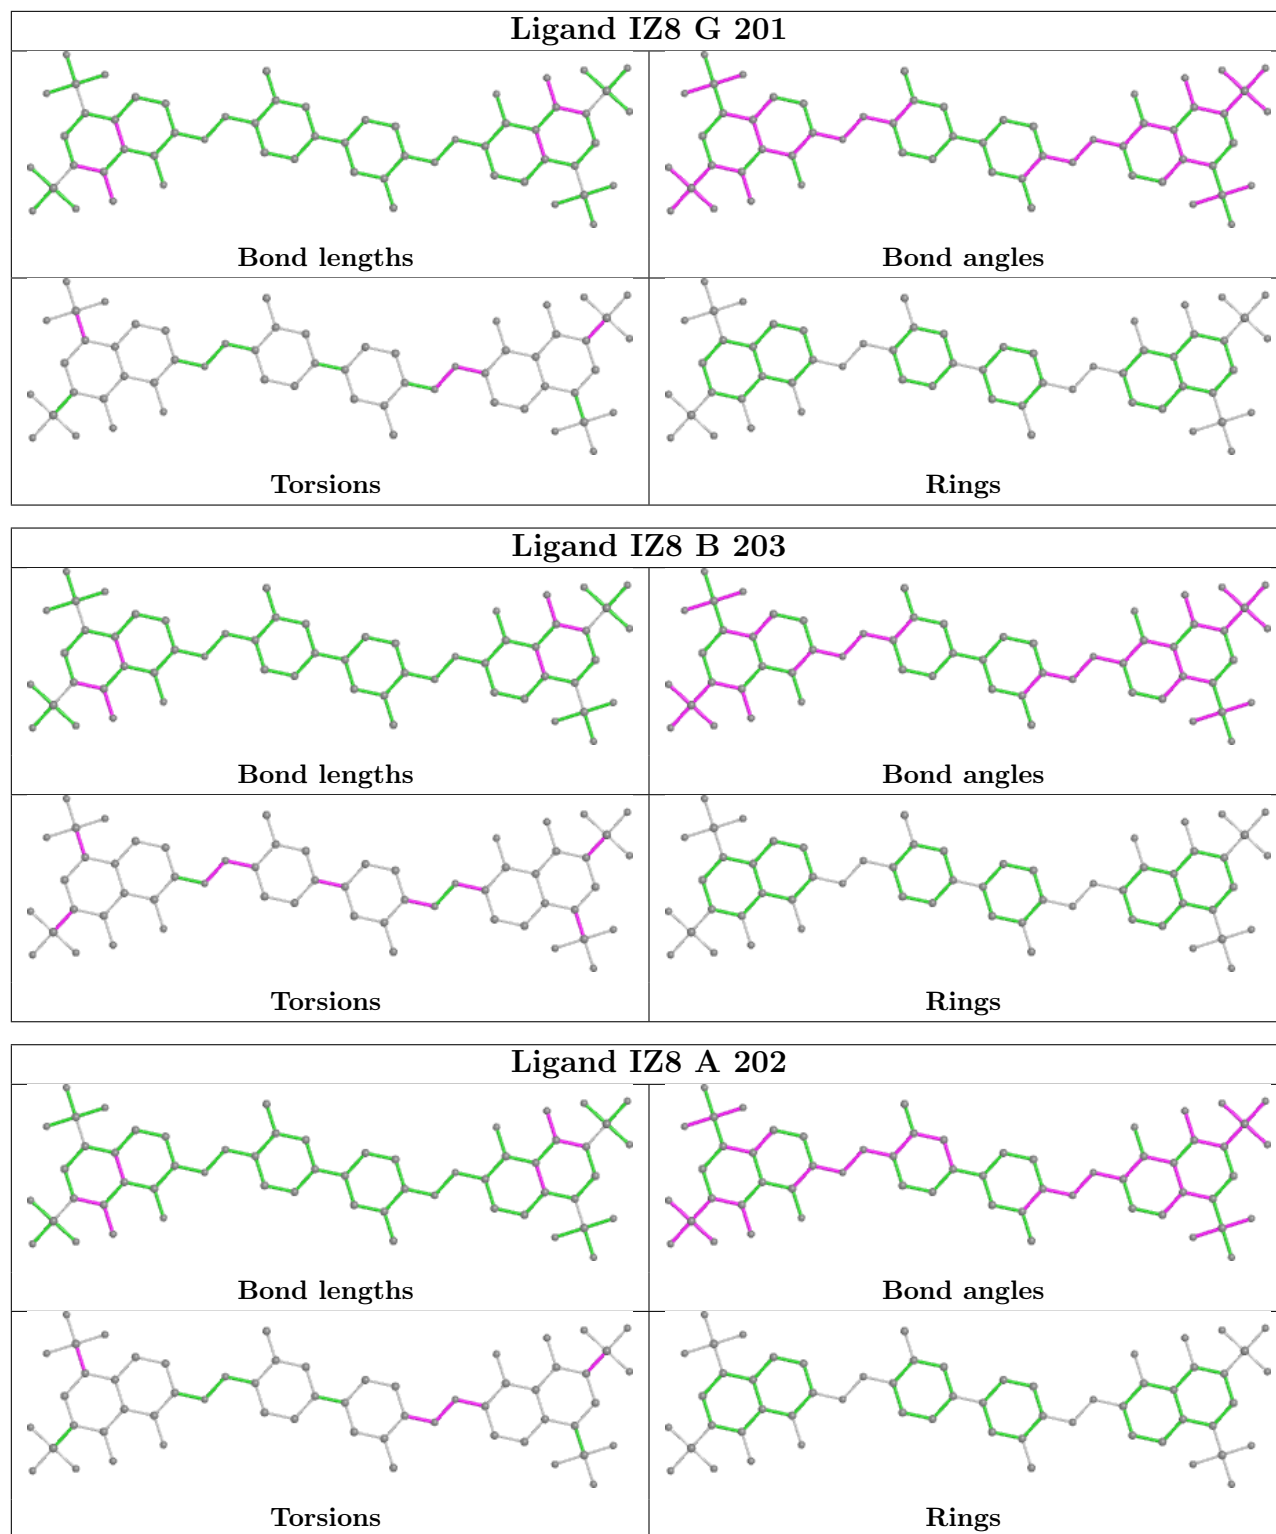 Ligand IZ8 G 201
Bond lengths
Bond angles
Torsions
Rings
Ligand IZ8 B 203
Bond lengths
Bond angles
Torsions
Rings
Ligand IZ8 A 202
Bond lengths
Bond angles
Torsions
Rings